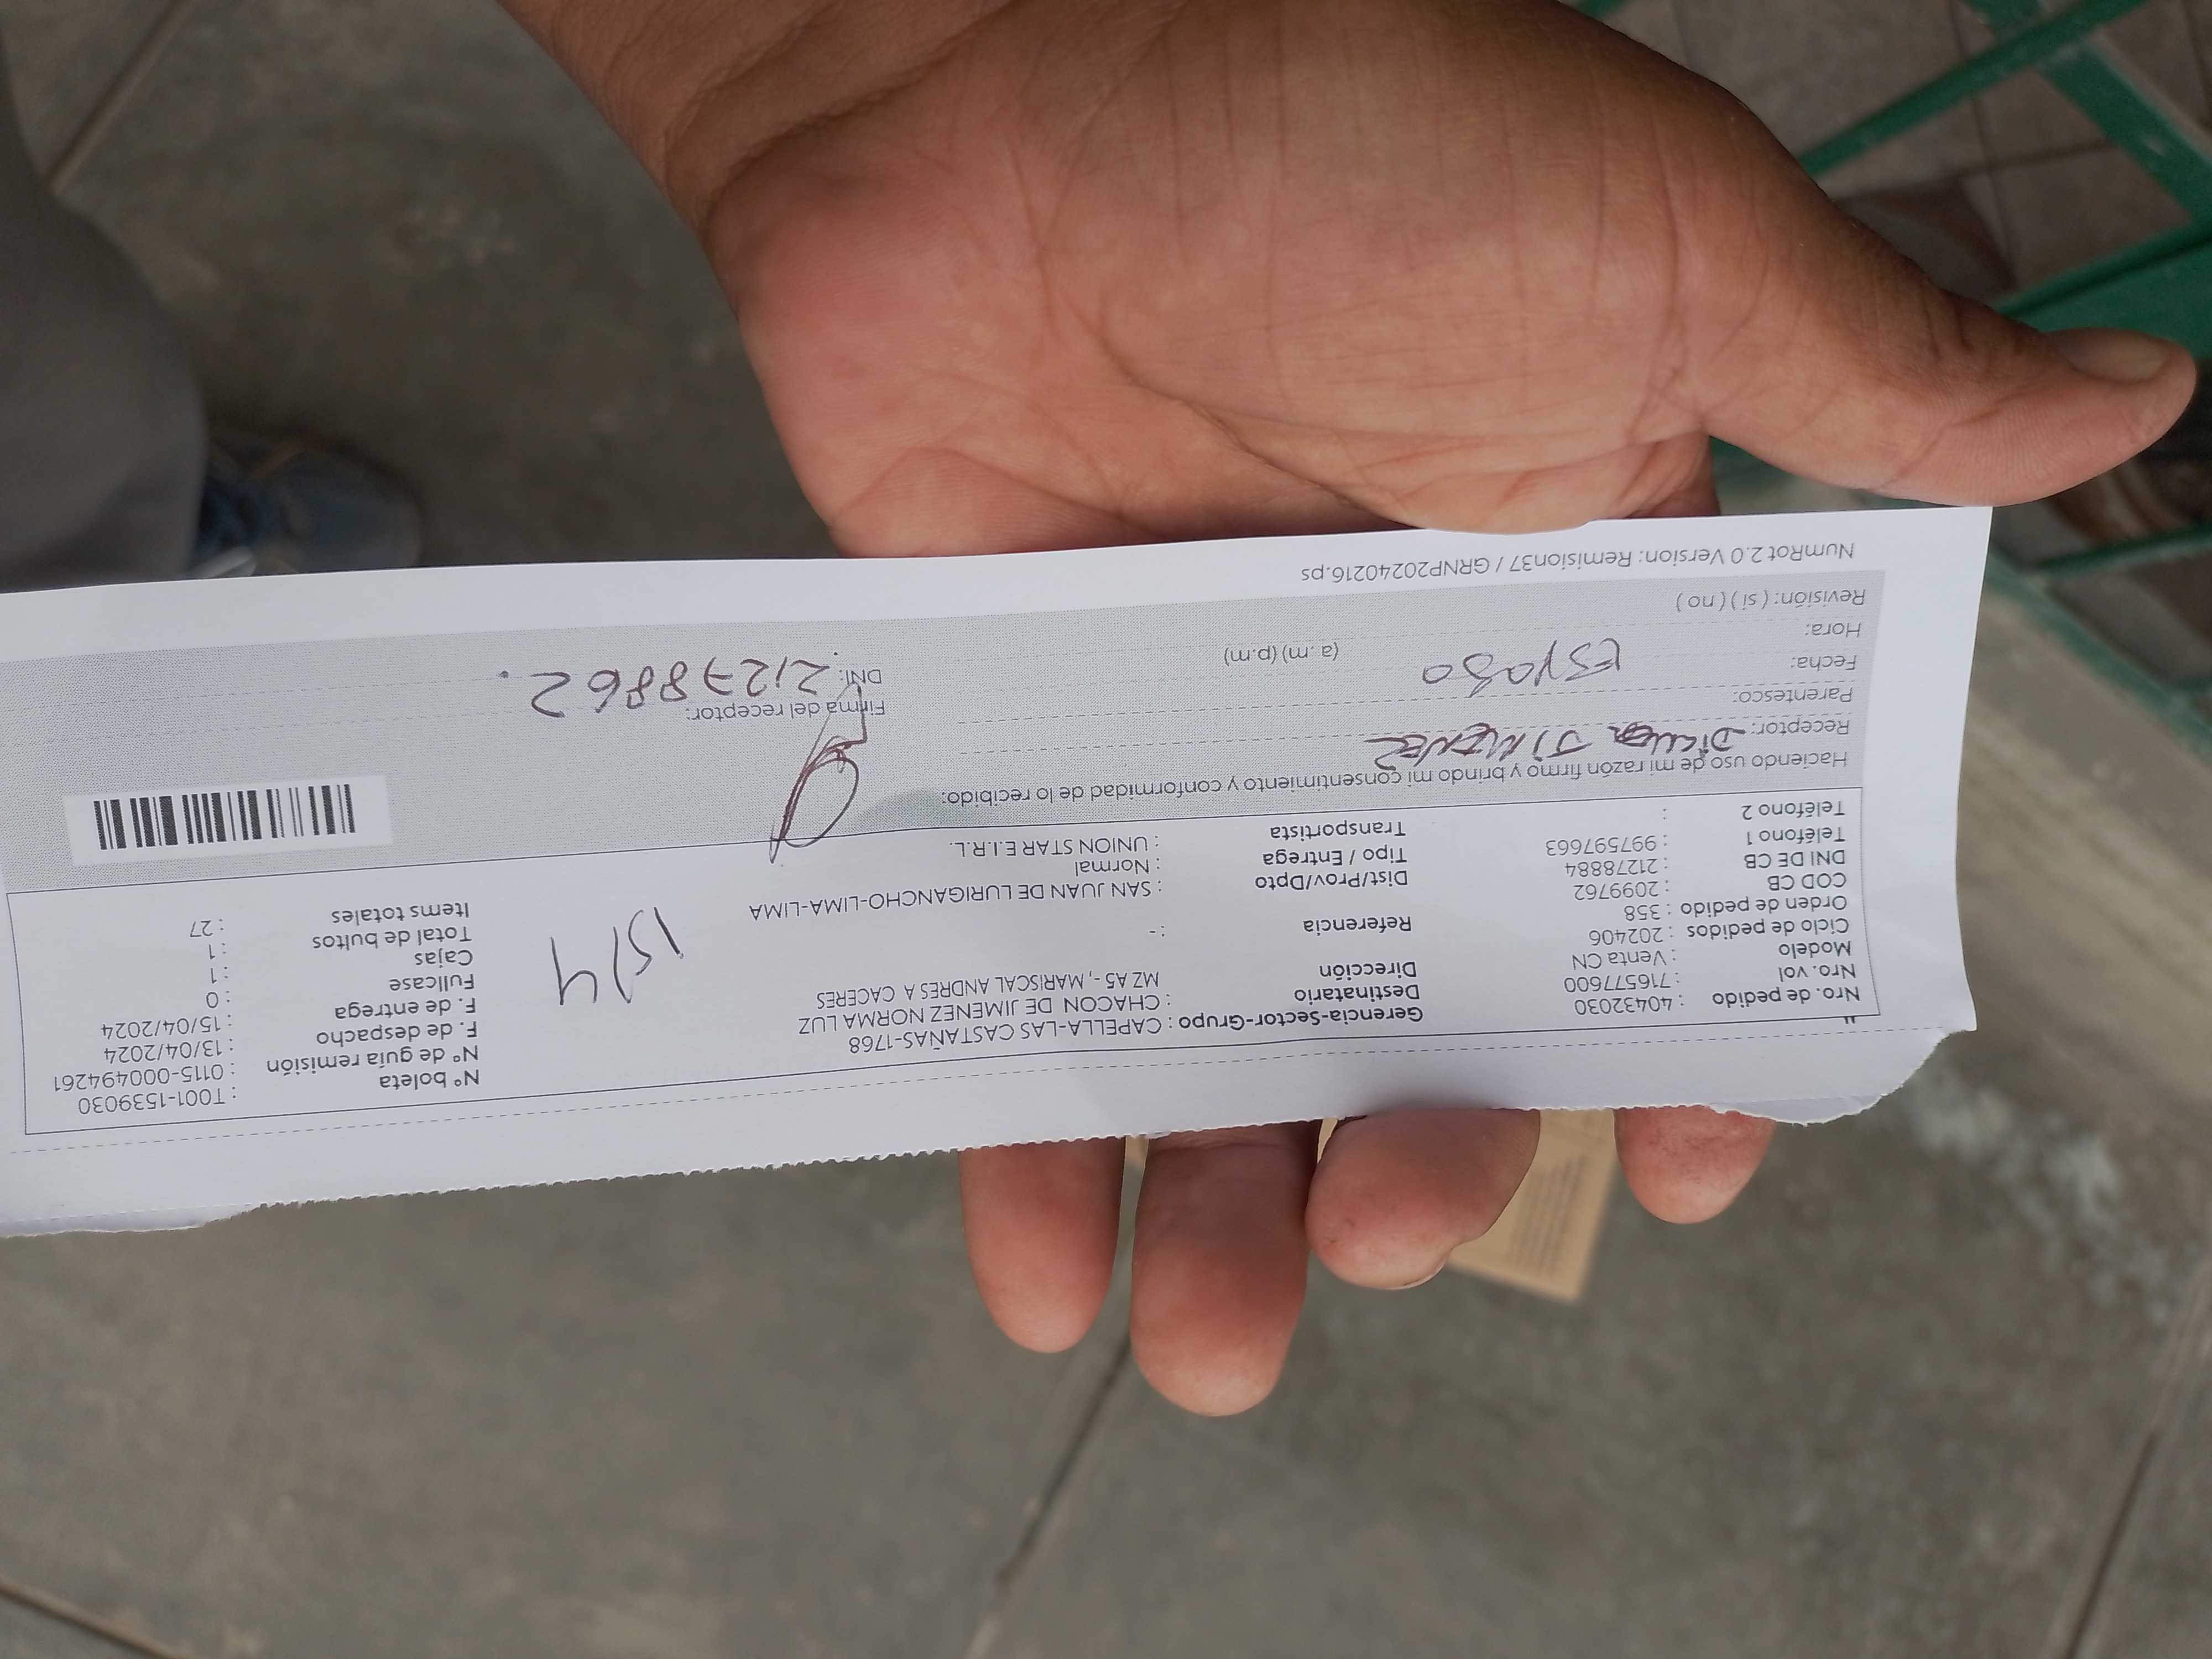 Nro. de pedido : 40432030
Nro. vol : 716577600
Modelo : Venta CN
Ciclo de pedidos : 202406
Orden de pedido : 358
COD CB : 2099762
DNI DE CB : 21278884
Teléfono 1 : 997597663
Teléfono 2 :
Gerencia-Sector-Grupo : CAPELLA-LAS CASTAÑAS-1768
Destinatario : CHACON DE JIMENEZ NORMA LUZ
Dirección MZ A5 -, MARISCAL ANDRES A CACERES
Referencia : -
Dist/Prov/Dpto : SAN JUAN DE LURIGANCHO-LIMA-LIMA
Tipo / Entrega : Normal
Transportista : UNION STAR E.I.R.L.
15/4
N° boleta : T001-1539030
N° de guía remisión : 0115-000494261
F. de despacho : 13/04/2024
F. de entrega : 15/04/2024
Fullcase : 0
Cajas : 1
Total de bultos : 1
Items totales : 27
Haciendo uso de mi razón firmo y brindo mi consentimiento y conformidad de lo recibido:
Receptor: JIMENEZ
Parentesco: ESPOSO
Fecha:
Hora: (a. m) (p.m)
Revisión: ( si ) ( no )
Firma del receptor:
DNI: 21278862.
NumRot 2.0 Version: Remision37 / GRNP20240216.ps